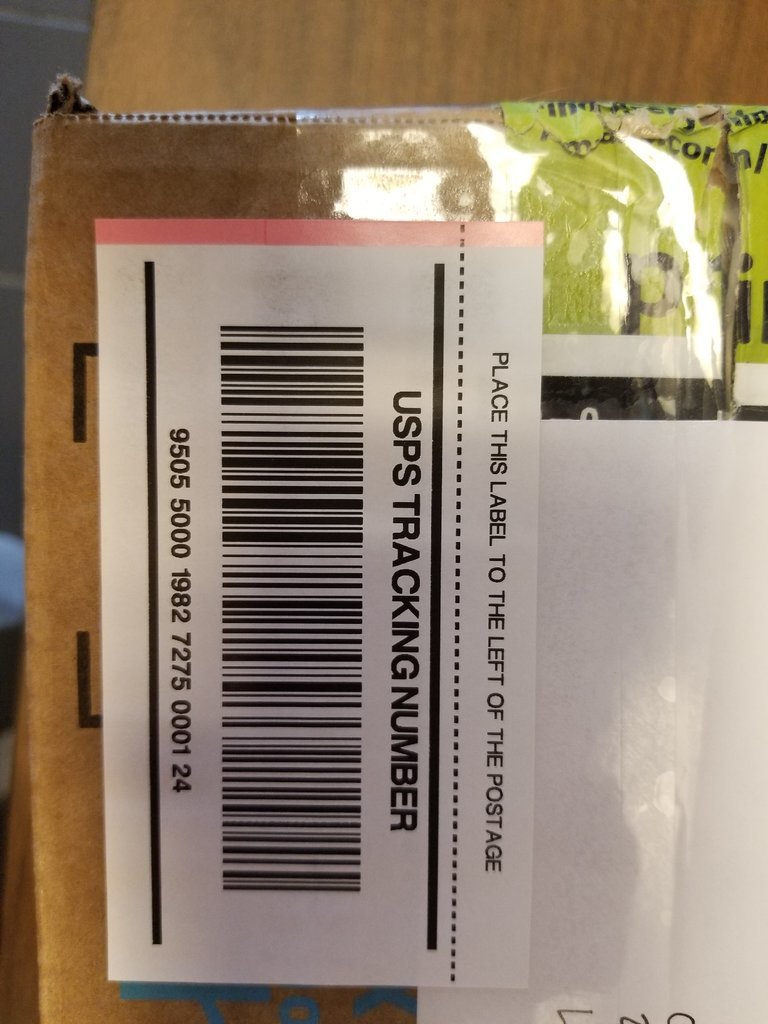 PLACE THIS LABEL TO THE LEFT OF THE POSTAGE
USPS TRACKING NUMBER
9505 5000 1982 7275 0001 24